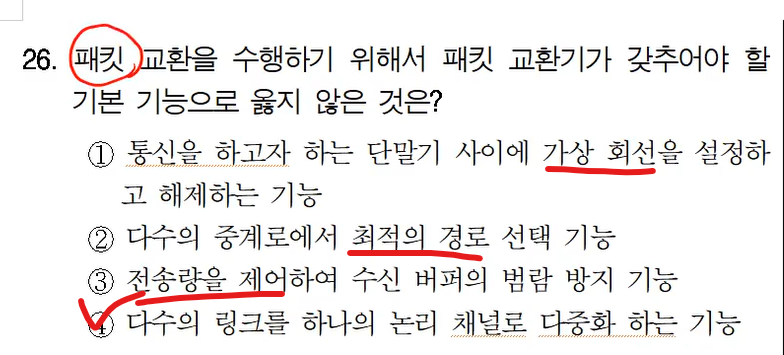 26. 패킷 교환을 수행하기 위해서 패킷 교환기가 갖추어야 할
기본 기능으로 옳지 않은 것은?
① 통신을 하고자 하는 단말기 사이에 가상 회선을 설정하
고 해제하는 기능
② 다수의 중계로에서 최적의 경로 선택 기능
③ 전송량을 제어하여 수신 버퍼의 범람 방지 기능
④ 다수의 링크를 하나의 논리 채널로 다중화 하는 기능